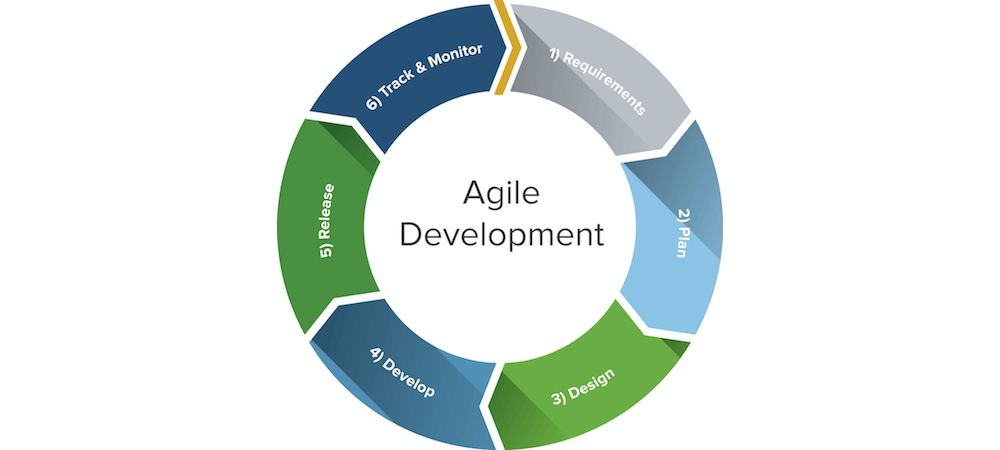 Agile
Development
1) Requirements
2) Plan
3) Design
4) Develop
5) Release
6) Track & Monitor